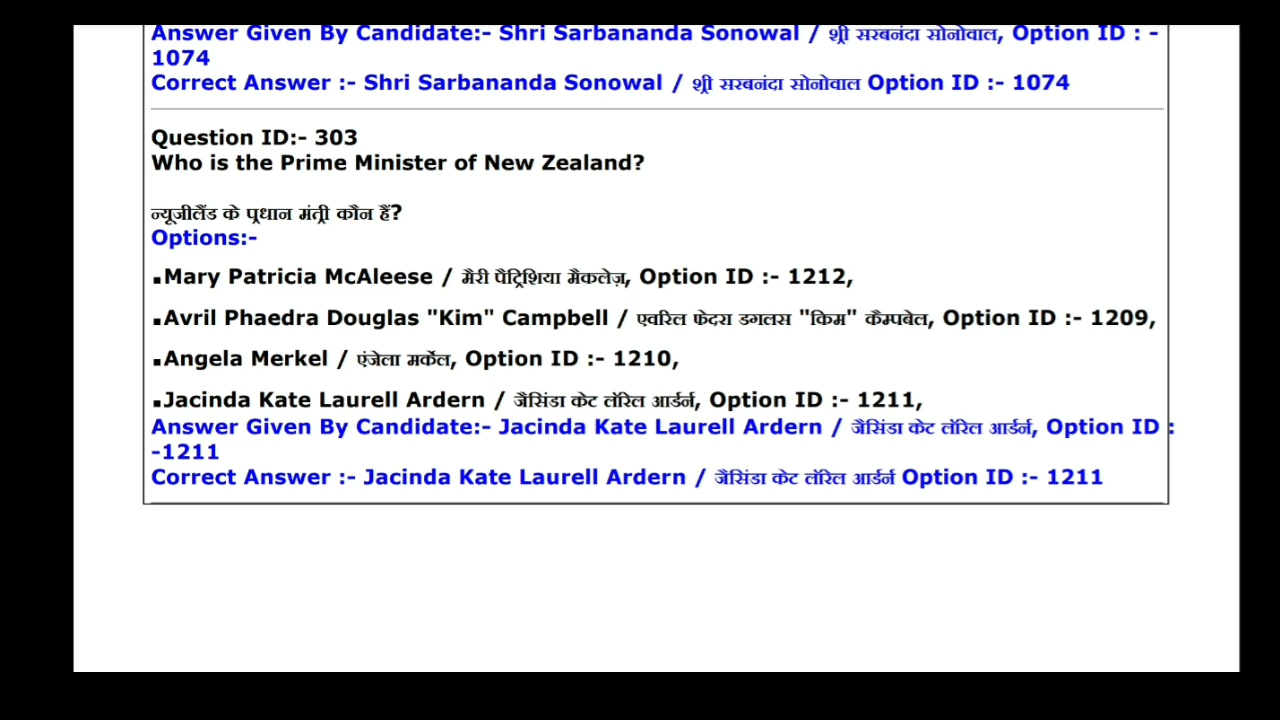 Answer Given By Candidate:- Shri Sarbananda Sonowal / श्री सरबनंदा सोनोवाल, Option ID : -
1074
Correct Answer :- Shri Sarbananda Sonowal / श्री सरबनंदा सोनोवाल Option ID :- 1074
Question ID:- 303
Who is the Prime Minister of New Zealand?
न्यूजीलैंड के प्रधान मंत्री कौन हैं?
Options:-
▪Mary Patricia McAleese / मैरी पैट्रिशिया मैकलेज़, Option ID :- 1212,
▪Avril Phaedra Douglas "Kim" Campbell / एवरिल फेदरा डगलस "किम" कैम्पबेल, Option ID :- 1209,
▪Angela Merkel / एंजेला मर्केल, Option ID :- 1210,
▪Jacinda Kate Laurell Ardern / जैसिंडा केट लॉरेल आर्डर्न, Option ID :- 1211,
Answer Given By Candidate:- Jacinda Kate Laurell Ardern / जैसिंडा केट लॉरेल आर्डर्न, Option ID :
-1211
Correct Answer :- Jacinda Kate Laurell Ardern / जैसिंडा केट लॉरेल आर्डर्न Option ID :- 1211